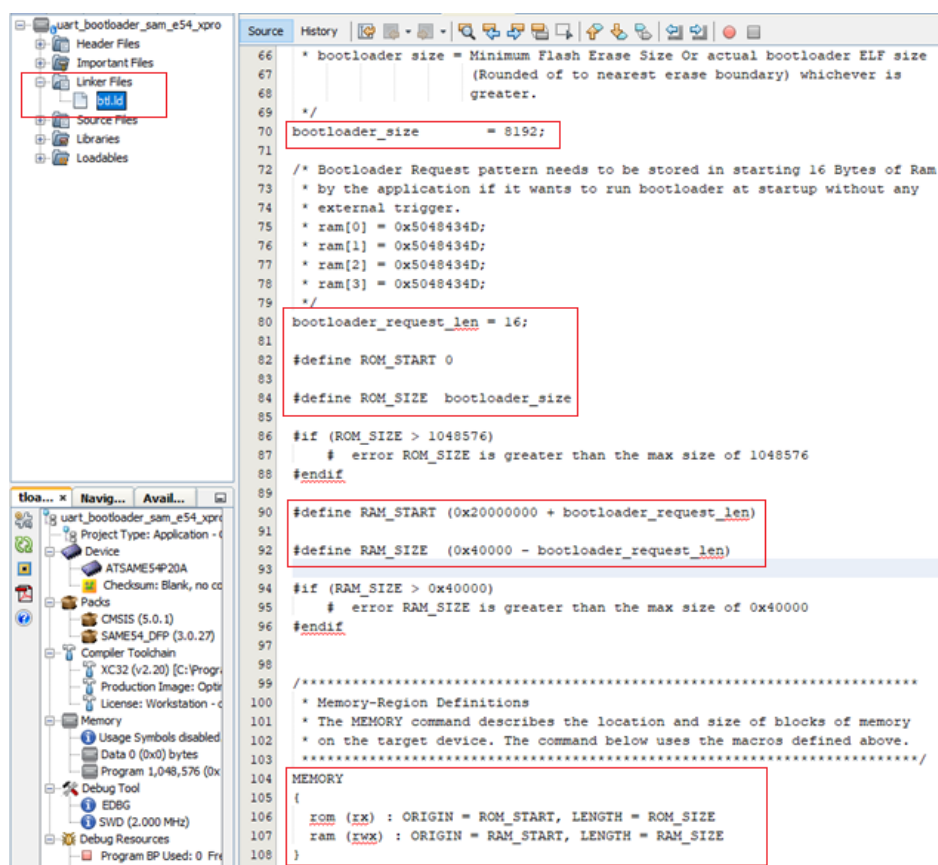 uart_bootloader_sam_e54_xpro
Header Files
Important Files
Linker Files
btl.ld
Source Files
Libraries
Loadables
Source History
66 * bootloader size = Minimum Flash Erase Size Or actual bootloader ELF size
67 (Rounded of to nearest erase boundary) whichever is
68 greater.
69 */
70 bootloader_size = 8192;
71
72 /* Bootloader Request pattern needs to be stored in starting 16 Bytes of Ram
73 * by the application if it wants to run bootloader at startup without any
74 * external trigger.
75 * ram[0] = 0x5048434D;
76 * ram[1] = 0x5048434D;
77 * ram[2] = 0x5048434D;
78 * ram[3] = 0x5048434D;
79 */
80 bootloader_request_len = 16;
81
82 #define ROM_START 0
83
84 #define ROM_SIZE bootloader_size
85
86 #if (ROM_SIZE > 1048576)
87 # error ROM_SIZE is greater than the max size of 1048576
88 #endif
89
90 #define RAM_START (0x20000000 + bootloader_request_len)
91
92 #define RAM_SIZE (0x40000 - bootloader_request_len)
93
94 #if (RAM_SIZE > 0x40000)
95 # error RAM_SIZE is greater than the max size of 0x40000
96 #endif
97
98
99 /*************************************************************************
100 * Memory-Region Definitions
101 * The MEMORY command describes the location and size of blocks of memory
102 * on the target device. The command below uses the macros defined above.
103 *************************************************************************/
104 MEMORY
105 {
106 rom (rx) : ORIGIN = ROM_START, LENGTH = ROM_SIZE
107 ram (rwx) : ORIGIN = RAM_START, LENGTH = RAM_SIZE
108 }
tloa... × Navig... Avail...
uart_bootloader_sam_e54_xpro
Project Type: Application -
Device
ATSAME54P20A
Checksum: Blank, no co
Packs
CMSIS (5.0.1)
SAME54_DFP (3.0.27)
Compiler Toolchain
XC32 (v2.20) [C:\Progr
Production Image: Opti
License: Workstation -
Memory
Usage Symbols disabled
Data 0 (0x0) bytes
Program 1,048,576 (0x
Debug Tool
EDBG
SWD (2.000 MHz)
Debug Resources
Program BP Used: 0 Fre